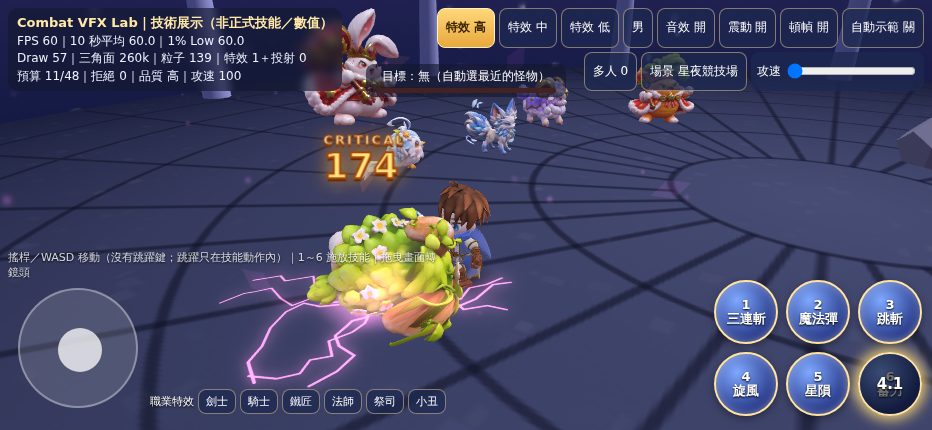 Combat VFX Lab｜技術展示（非正式技能／數值）
FPS 60｜10 秒平均 60.0｜1% Low 60.0
Draw 57｜三角面 260k｜粒子 139｜特效 1＋投射 0
預算 11/48｜拒絕 0｜品質 高｜攻速 100
特效 高
特效 中
特效 低
男
音效 開
震動 開
頓幀 開
自動示範 關
目標：無（自動選最近的怪物）
多人 0
場景 星夜競技場
攻速
CRITICAL
174
搖桿／WASD 移動（沒有跳躍鍵；跳躍只在技能動作內）｜1～6 施放技能｜拖曳畫面轉
鏡頭
1
三連斬
2
魔法彈
3
跳斬
4
旋風
5
星隕
6
4.1
職業特效
劍士
騎士
鐵匠
法師
祭司
小丑